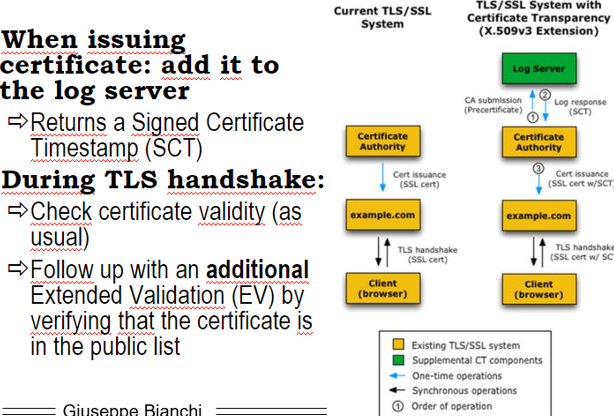 When issuing
certificate: add it to
the log server
⇨Returns a Signed Certificate
Timestamp (SCT)
During TLS handshake:
⇨Check certificate validity (as
usual)
⇨Follow up with an additional
Extended Validation (EV) by
verifying that the certificate is
in the public list
Giuseppe Bianchi
Current TLS/SSL
System
Certificate
Authority
Cert issuance
(SSL cert)
example.com
TLS handshake
(SSL cert)
Client
(browser)
TLS/SSL System with
Certificate Transparency
(X.509v3 Extension)
Log Server
CA submission
(Precertificate)
①
②
Log response
(SCT)
Certificate
Authority
③
Cert issuance
(SSL cert w/SCT)
example.com
TLS handshake
(SSL cert w/ SC
Client
(browser)
Existing TLS/SSL system
Supplemental CT components
One-time operations
Synchronous operations
① Order of operation